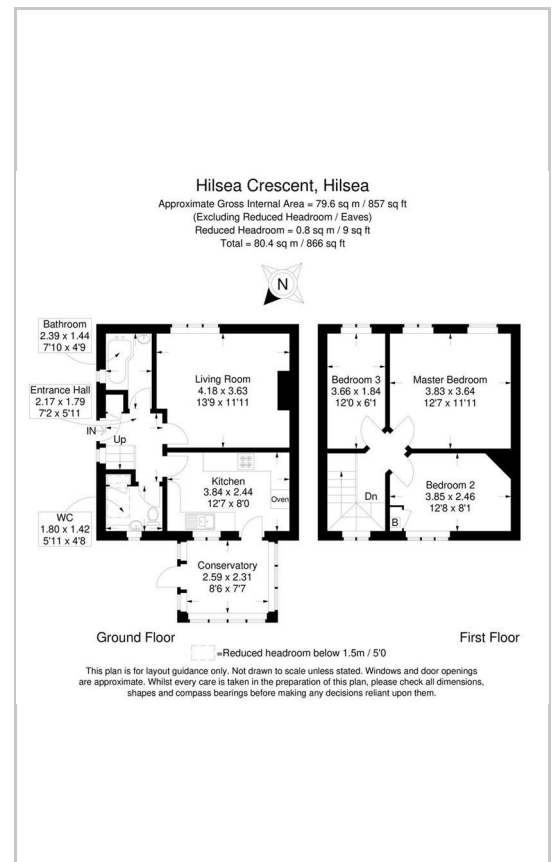 Hilsea Crescent, Hilsea
Approximate Gross Internal Area = 79.6 sq m / 857 sq ft
(Excluding Reduced Headroom / Eaves)
Reduced Headroom = 0.8 sq m / 9 sq ft
Total = 80.4 sq m / 866 sq ft
N
Bathroom
2.39 x 1.44
7'10 x 4'9
Entrance Hall
2.17 x 1.79
7'2 x 5'11
IN
Up
WC
1.80 x 1.42
5'11 x 4'8
Living Room
4.18 x 3.63
13'9 x 11'11
Kitchen
3.84 x 2.44
12'7 x 8'0
Oven
Conservatory
2.59 x 2.31
8'6 x 7'7
Bedroom 3
3.66 x 1.84
12'0 x 6'1
Master Bedroom
3.83 x 3.64
12'7 x 11'11
Dn
Bedroom 2
3.85 x 2.46
12'8 x 8'1
B
Ground Floor
First Floor
=Reduced headroom below 1.5m / 5'0
This plan is for layout guidance only. Not drawn to scale unless stated. Windows and door openings
are approximate. Whilst every care is taken in the preparation of this plan, please check all dimensions,
shapes and compass bearings before making any decisions reliant upon them.